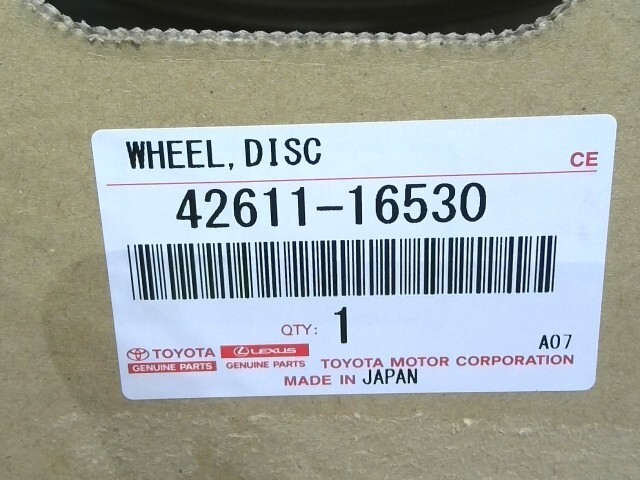 WHEEL, DISC
CE
42611-16530
QTY: 1
A07
TOYOTA LEXUS
GENUINE PARTS GENUINE PARTS TOYOTA MOTOR CORPORATION
MADE IN JAPAN